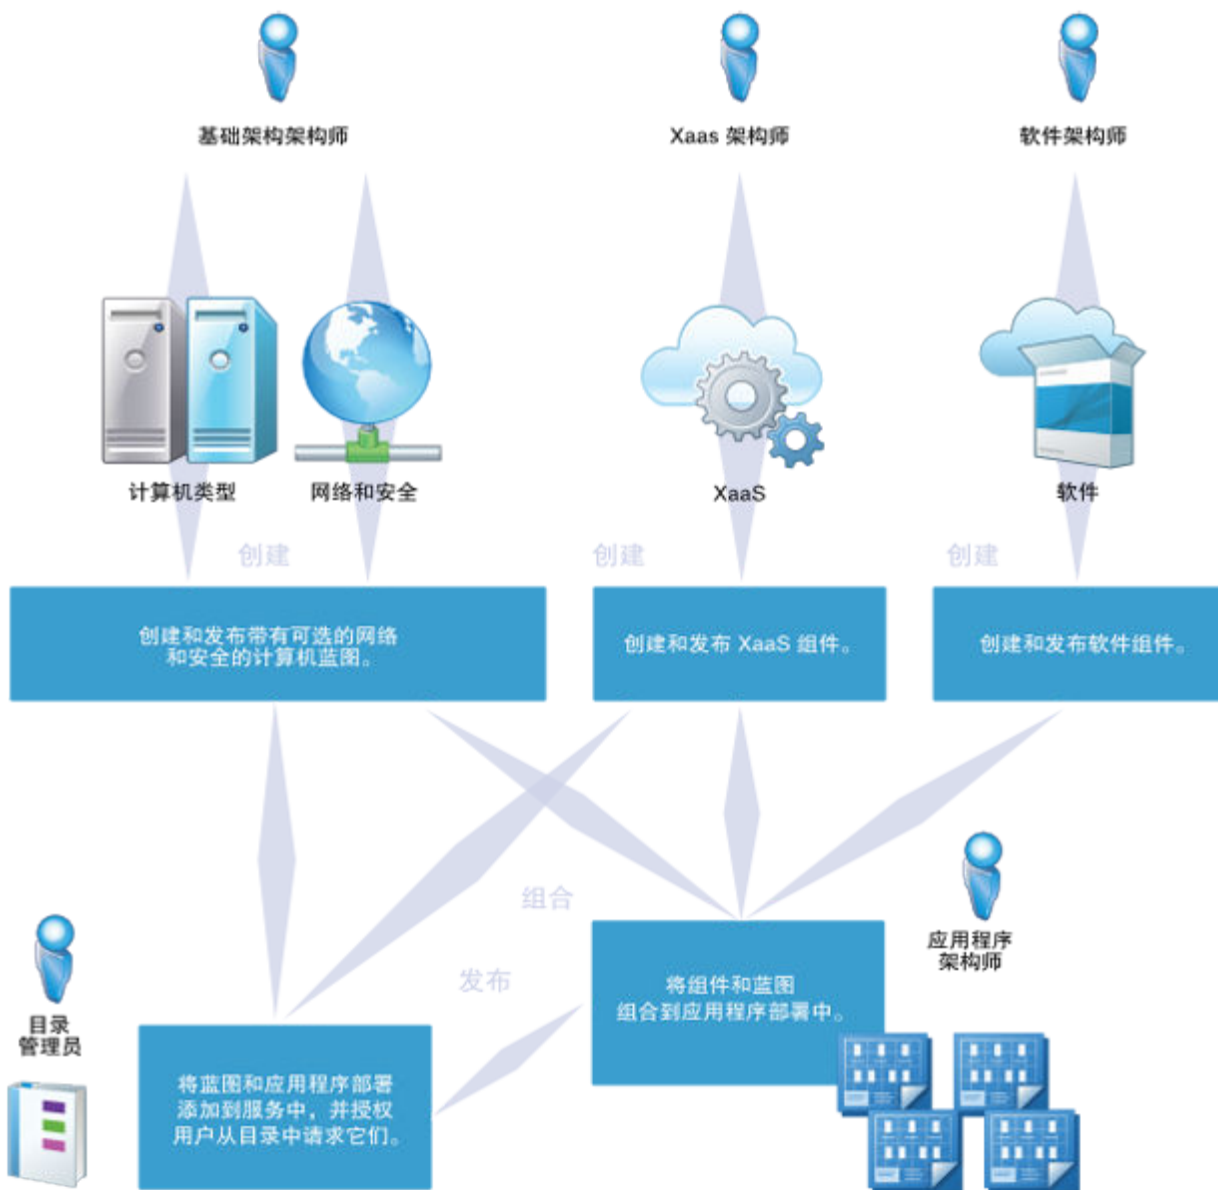 基础架构架构师
Xaas 架构师
软件架构师
计算机类型
网络和安全
XaaS
软件
创建
创建
创建
创建和发布带有可选的网络
和安全的计算机蓝图。
创建和发布 XaaS 组件。
创建和发布软件组件。
组合
应用程序
架构师
发布
将组件和蓝图
组合到应用程序部署中。
目录
管理员
将蓝图和应用程序部署
添加到服务中，并授权
用户从目录中请求它们。